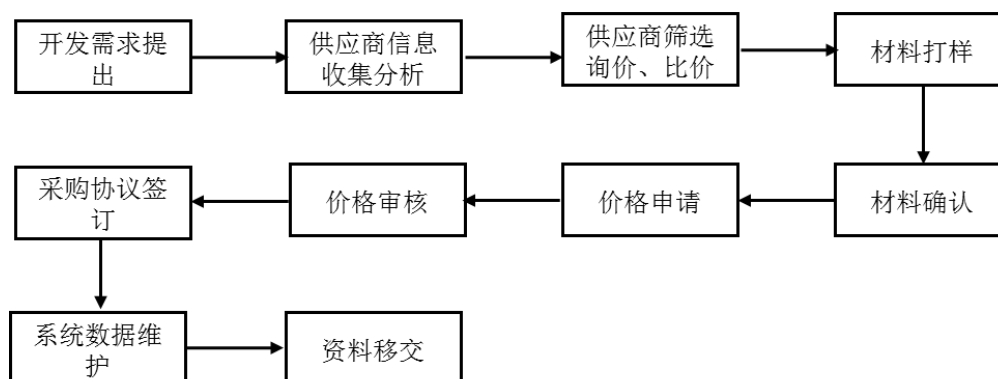 开发需求提
出
供应商信息
收集分析
供应商筛选
询价、比价
材料打样
材料确认
价格申请
价格审核
采购协议签
订
系统数据维
护
资料移交